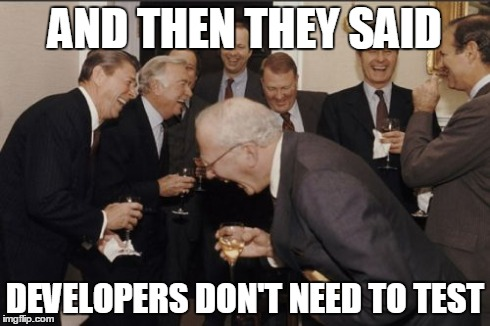 AND THEN THEY SAID
DEVELOPERS DON'T NEED TO TEST
imgflip.com